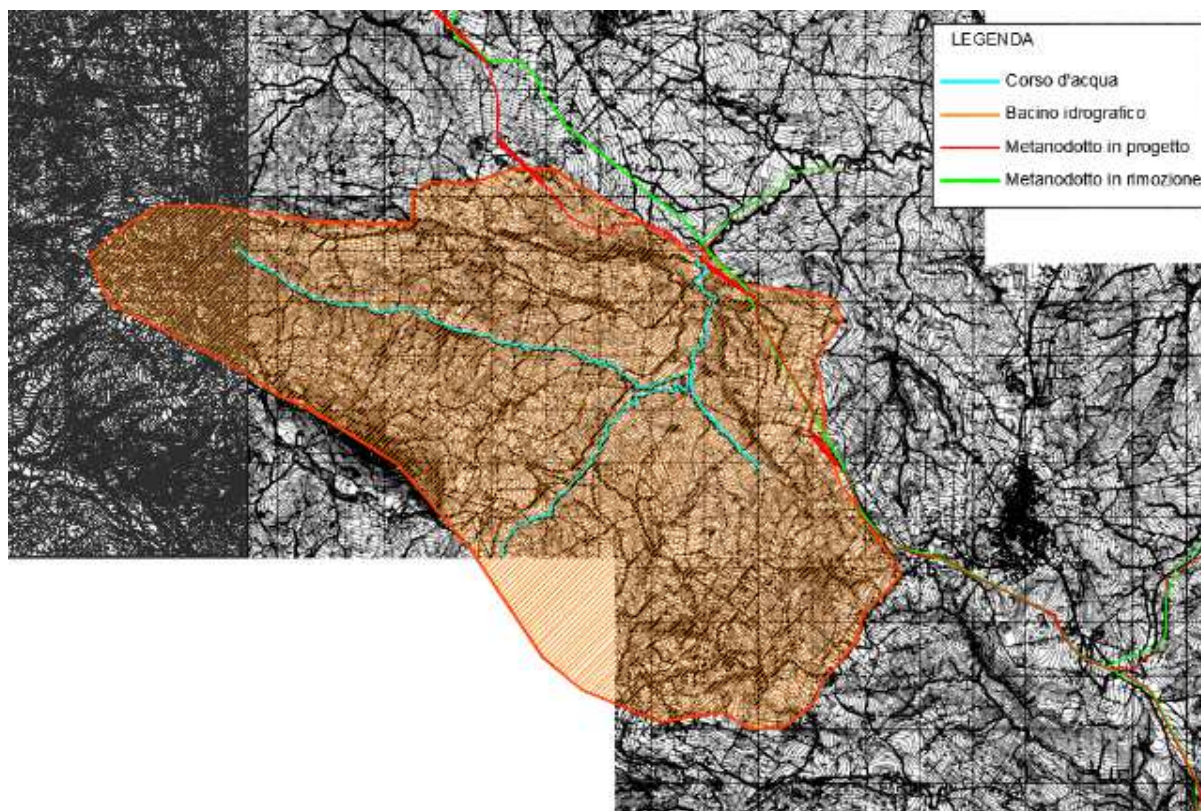 LEGENDA
Corso d'acqua
Bacino idrografico
Metanodotto in progetto
Metanodotto in rimozione